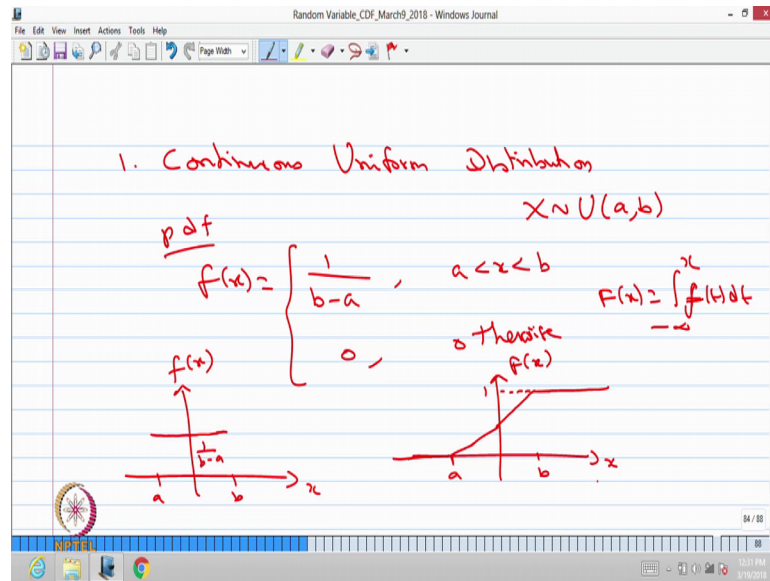 Random Variable_CDF_March9_2018 - Windows Journal
File Edit View Insert Actions Tools Help
Page Width
1. Continuous Uniform Distribution
X ~ U(a,b)
pdf
f(x) = { 1/(b-a) , a < x < b
0 , otherwise
F(x) = ∫_{-∞}^{x} f(t) dt
f(x)
1/(b-a)
a b x
F(x)
1
a b x
84 / 88
88
NPTEL
12:31 PM
3/19/2018